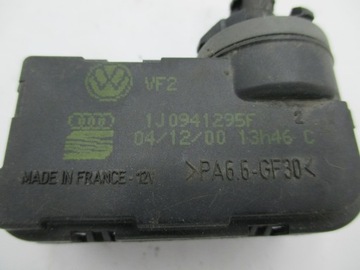 VF2
1J0941295F 2
04/12/00 13h46 C
MADE IN FRANCE-12V >PA6.6-GF30<